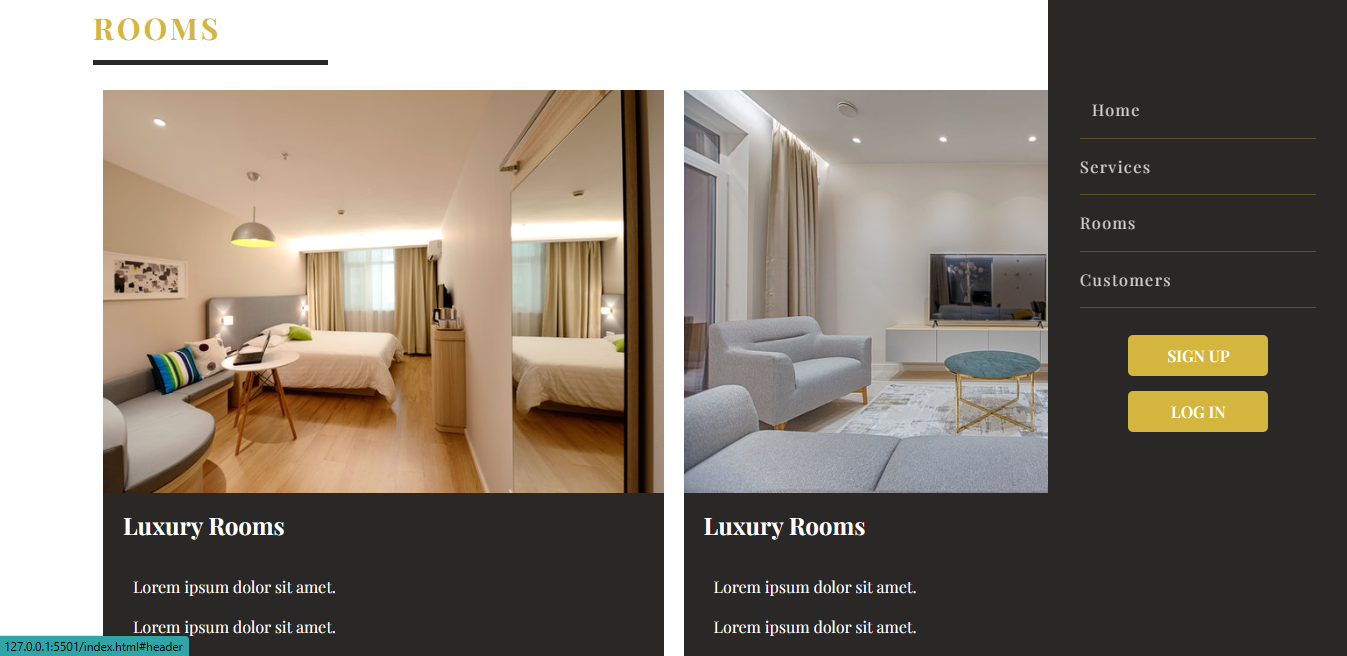 ROOMS
Home
Services
Rooms
Customers
SIGN UP
LOG IN
Luxury Rooms
Lorem ipsum dolor sit amet.
Lorem ipsum dolor sit amet.
Luxury Rooms
Lorem ipsum dolor sit amet.
Lorem ipsum dolor sit amet.
127.0.0.1:5501/index.html#header